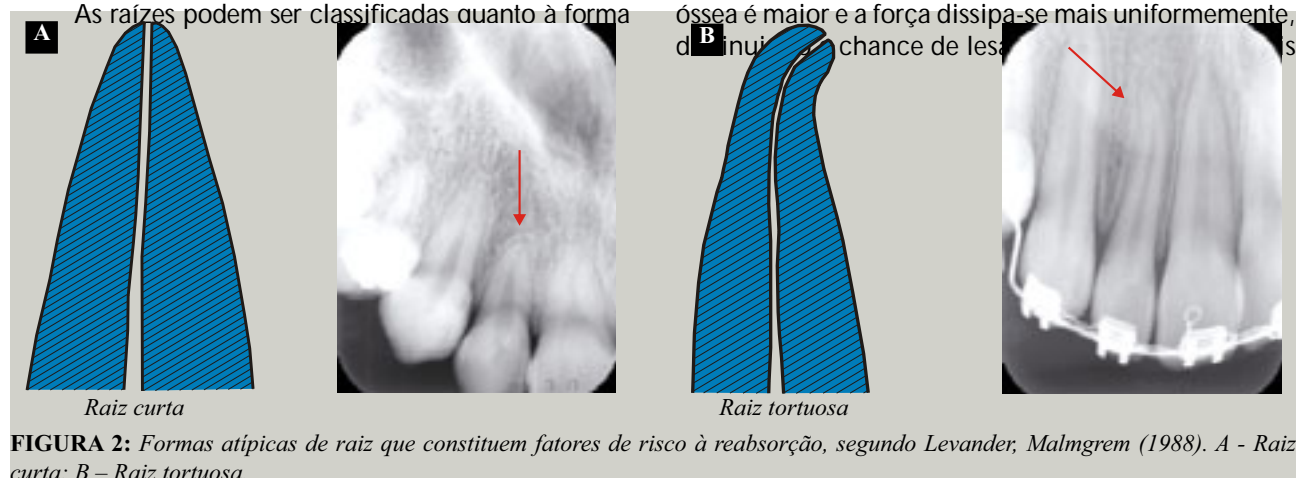 As raízes podem ser classificadas quanto à forma
óssea é maior e a força dissipa-se mais uniformemente,
chance de
A
B
Raiz curta
Raiz tortuosa
FIGURA 2: Formas atípicas de raiz que constituem fatores de risco à reabsorção, segundo Levander, Malmgrem (1988). A - Raiz
curta; B – Raiz tortuosa